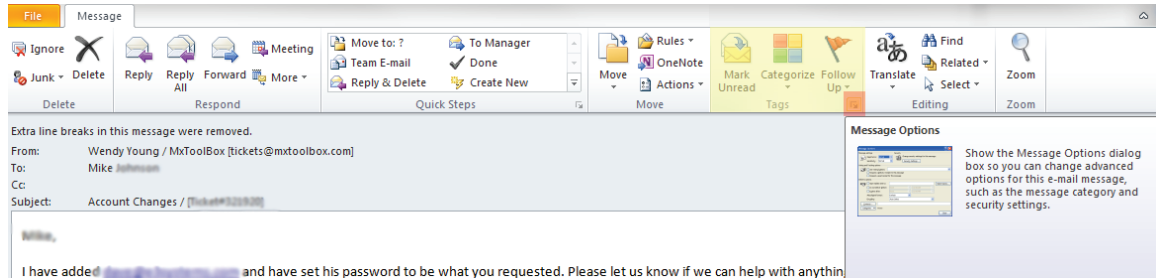 File Message
Ignore Delete Reply Reply All Forward Meeting
Junk More
Move to: ? To Manager
Team E-mail Done
Reply & Delete Create New
Move Rules OneNote Actions
Mark Unread Categorize Follow Up
Translate Find Related Select Zoom
Delete Respond Quick Steps Move Tags Editing Zoom
Extra line breaks in this message were removed.
From: Wendy Young / MxToolBox [tickets@mxtoolbox.com]
To: Mike
Cc:
Subject: Account Changes /
I have added and have set his password to be what you requested. Please let us know if we can help with anythin
Message Options
Show the Message Options dialog
box so you can change advanced
options for this e-mail message,
such as the message category and
security settings.